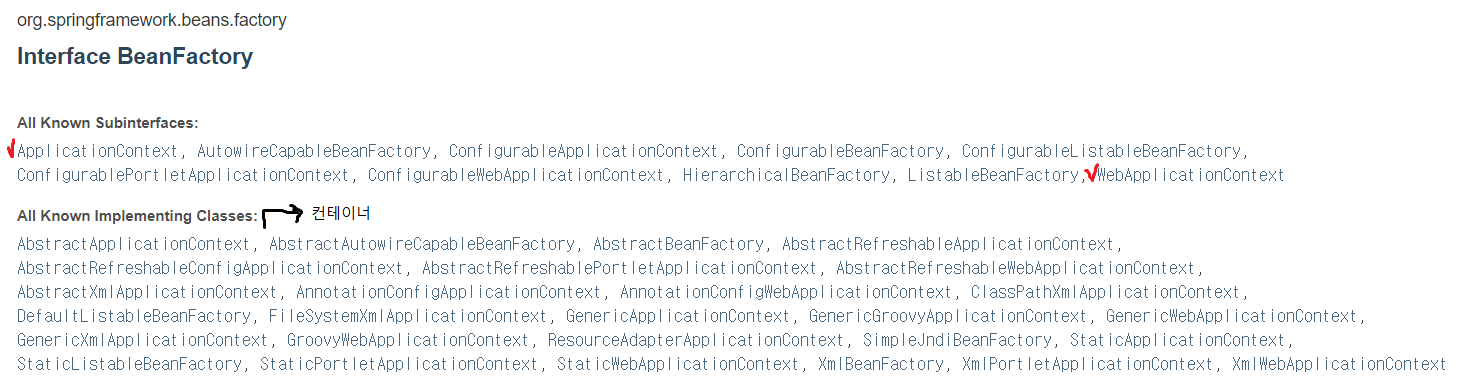 org.springframework.beans.factory
Interface BeanFactory
All Known Subinterfaces:
ApplicationContext, AutowireCapableBeanFactory, ConfigurableApplicationContext, ConfigurableBeanFactory, ConfigurableListableBeanFactory,
ConfigurablePortletApplicationContext, ConfigurableWebApplicationContext, HierarchicalBeanFactory, ListableBeanFactory, WebApplicationContext
All Known Implementing Classes: 컨테이너
AbstractApplicationContext, AbstractAutowireCapableBeanFactory, AbstractBeanFactory, AbstractRefreshableApplicationContext,
AbstractRefreshableConfigApplicationContext, AbstractRefreshablePortletApplicationContext, AbstractRefreshableWebApplicationContext,
AbstractXmlApplicationContext, AnnotationConfigApplicationContext, AnnotationConfigWebApplicationContext, ClassPathXmlApplicationContext,
DefaultListableBeanFactory, FileSystemXmlApplicationContext, GenericApplicationContext, GenericGroovyApplicationContext, GenericWebApplicationContext,
GenericXmlApplicationContext, GroovyWebApplicationContext, ResourceAdapterApplicationContext, SimpleJndiBeanFactory, StaticApplicationContext,
StaticListableBeanFactory, StaticPortletApplicationContext, StaticWebApplicationContext, XmlBeanFactory, XmlPortletApplicationContext, XmlWebApplicationContext